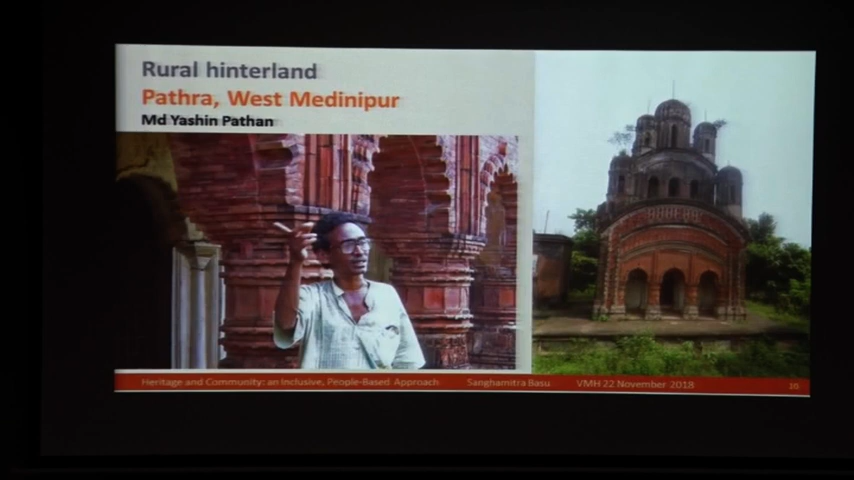 Rural hinterland
Pathra, West Medinipur
Md Yashin Pathan
Heritage and Community: an Inclusive, People-Based Approach Sanghamitra Basu VMH 22 November 2018 10